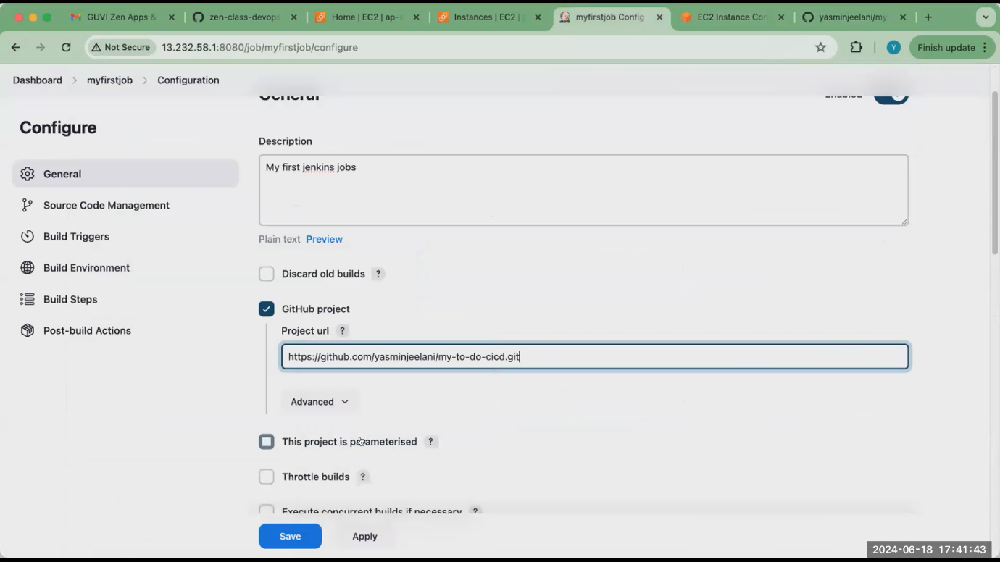 GUVI Zen Apps &
zen-class-devops
Home | EC2 | ap-s
Instances | EC2 |
myfirstjob Config
EC2 Instance Con
yasminjeelani/my
Not Secure
13.232.58.1:8080/job/myfirstjob/configure
Y
Finish update
Dashboard > myfirstjob > Configuration
General
Enabled
Configure
General
Source Code Management
Build Triggers
Build Environment
Build Steps
Post-build Actions
Description
My first jenkins jobs
Plain text Preview
Discard old builds ?
GitHub project
Project url ?
https://github.com/yasminjeelani/my-to-do-cicd.git
Advanced
This project is parameterised ?
Throttle builds ?
Execute concurrent builds if necessary ?
Save
Apply
2024-06-18 17:41:43